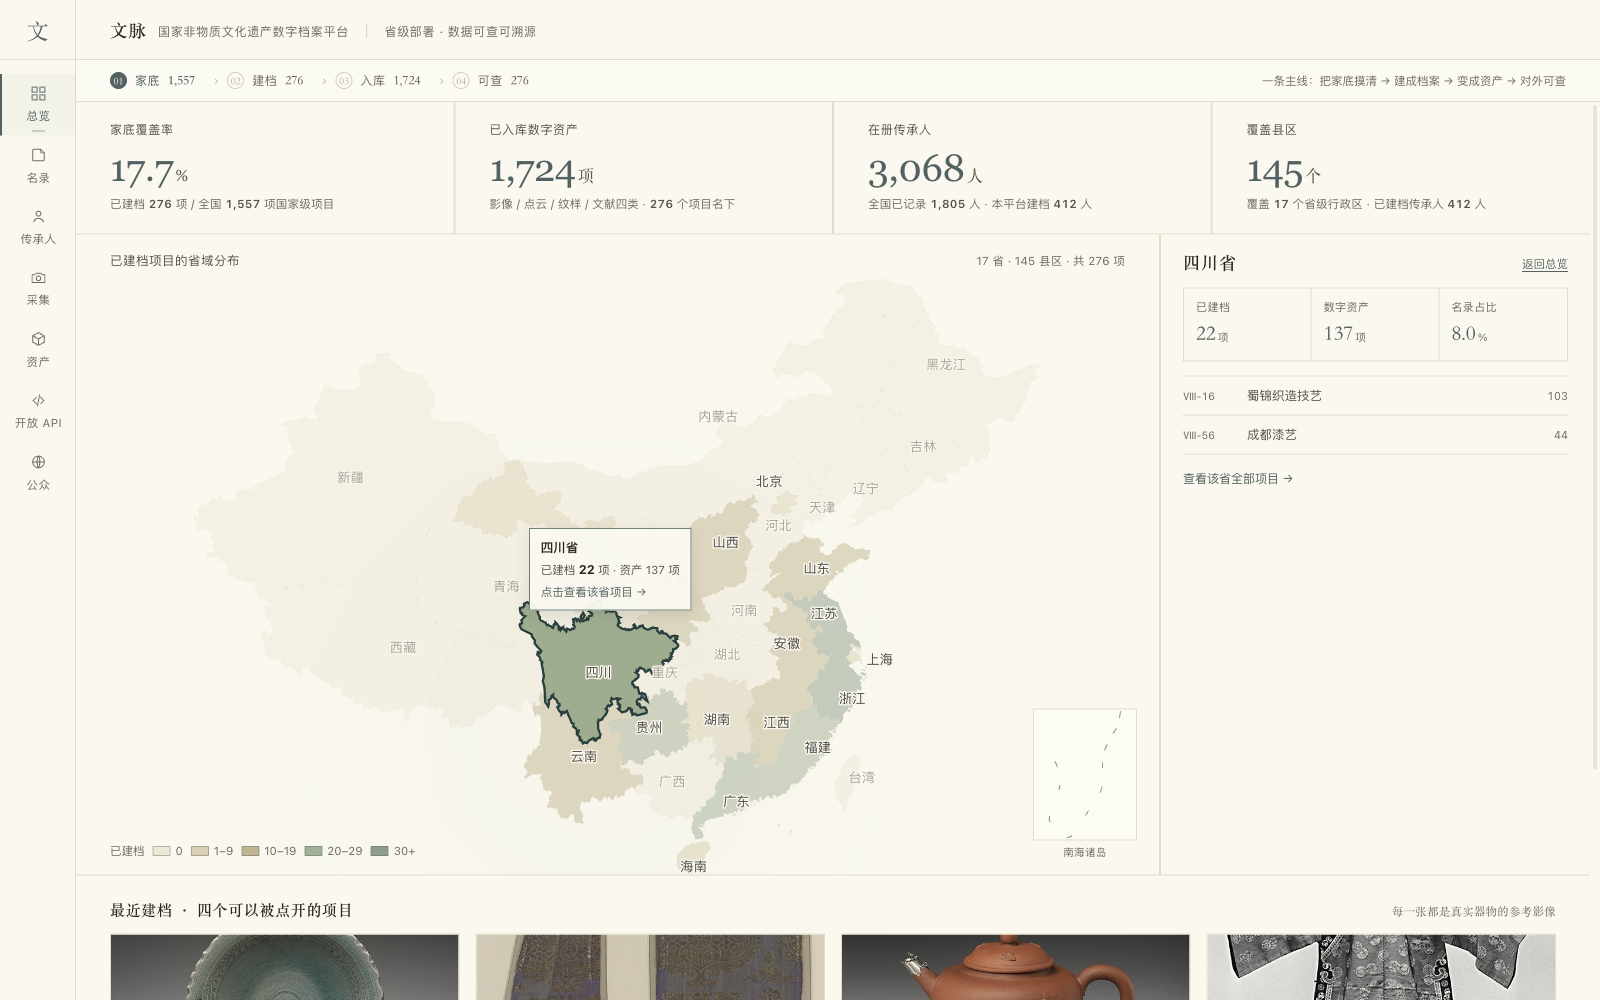 文
文脉 国家非物质文化遗产数字档案平台 省级部署 · 数据可查可溯源
01 家底 1,557 › 02 建档 276 › 03 入库 1,724 › 04 可查 276
一条主线：把家底摸清 → 建成档案 → 变成资产 → 对外可查
总览
名录
传承人
采集
资产
开放 API
公众
家底覆盖率
17.7%
已建档 276 项 / 全国 1,557 项国家级项目
已入库数字资产
1,724项
影像 / 点云 / 纹样 / 文献四类 · 276 个项目名下
在册传承人
3,068人
全国已记录 1,805 人 · 本平台建档 412 人
覆盖县区
145个
覆盖 17 个省级行政区 · 已建档传承人 412 人
已建档项目的省域分布
17 省 · 145 县区 · 共 276 项
黑龙江
内蒙古
吉林
新疆
北京
辽宁
天津
河北
山西
山东
青海
河南
江苏
安徽
西藏
湖北
上海
四川
重庆
浙江
湖南
江西
贵州
福建
云南
广西
台湾
广东
海南
四川省
已建档 22 项 · 资产 137 项
点击查看该省项目 →
南海诸岛
已建档 0 1–9 10–19 20–29 30+
四川省
返回总览
已建档
22项
数字资产
137项
名录占比
8.0%
VIII-16 蜀锦织造技艺 103
VIII-56 成都漆艺 44
查看该省全部项目 →
最近建档 · 四个可以被点开的项目
每一张都是真实器物的参考影像